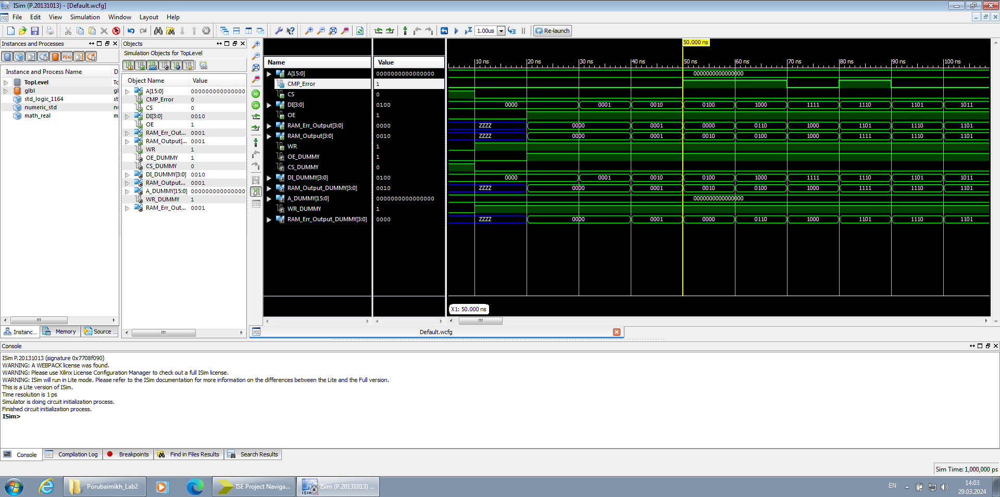 ISim (P.20131013) - [Default.wcfg]
File Edit View Simulation Window Layout Help
1.00us Re-launch
Instances and Processes
Instance and Process Name D
TopLevel Tc
glbl gl
std_logic_1164 st
numeric_std nu
math_real m
Instanc... Memory Source ...
Objects
Simulation Objects for TopLevel
Object Name Value
A[15:0] 0000000000000000
CMP_Error 0
CS 0
DI[3:0] 0010
OE 1
RAM_Err_Out... 0001
RAM_Output[... 0001
WR 1
OE_DUMMY 1
CS_DUMMY 0
DI_DUMMY[3:0] 0010
RAM_Output... 0001
A_DUMMY[15:0] 0000000000000000
WR_DUMMY 1
RAM_Err_Out... 0001
50.000 ns
Name Value
10 ns 20 ns 30 ns 40 ns 50 ns 60 ns 70 ns 80 ns 90 ns 100 ns
A[15:0] 0000000000000000 0000000000000000
CMP_Error 1
CS 0
DI[3:0] 0100 0000 0001 0010 0100 1000 1111 1110 1101 1011
OE 1
RAM_Err_Output[3:0] 0000 ZZZZ 0000 0001 0000 0110 1000 1101 1110 1101
RAM_Output[3:0] 0010 ZZZZ 0000 0001 0010 0100 1000 1111 1110 1101
WR 1
OE_DUMMY 1
CS_DUMMY 0
DI_DUMMY[3:0] 0100 0000 0001 0010 0100 1000 1111 1110 1101 1011
RAM_Output_DUMMY[3:0] 0010 ZZZZ 0000 0001 0010 0100 1000 1111 1110 1101
A_DUMMY[15:0] 0000000000000000 0000000000000000
WR_DUMMY 1
RAM_Err_Output_DUMMY[3:0] 0000 ZZZZ 0000 0001 0000 0110 1000 1101 1110 1101
X1: 50.000 ns
Default.wcfg
Console
ISim P.20131013 (signature 0x7708f090)
WARNING: A WEBPACK license was found.
WARNING: Please use Xilinx License Configuration Manager to check out a full ISim license.
WARNING: ISim will run in Lite mode. Please refer to the ISim documentation for more information on the differences between the Lite and the Full version.
This is a Lite version of ISim.
Time resolution is 1 ps
Simulator is doing circuit initialization process.
Finished circuit initialization process.
ISim>
Console Compilation Log Breakpoints Find in Files Results Search Results
Sim Time: 1,000,000 ps
Porubaimikh_Lab2 ISE Project Naviga... ISim (P.20131013) ...
EN
14:03
29.03.2024